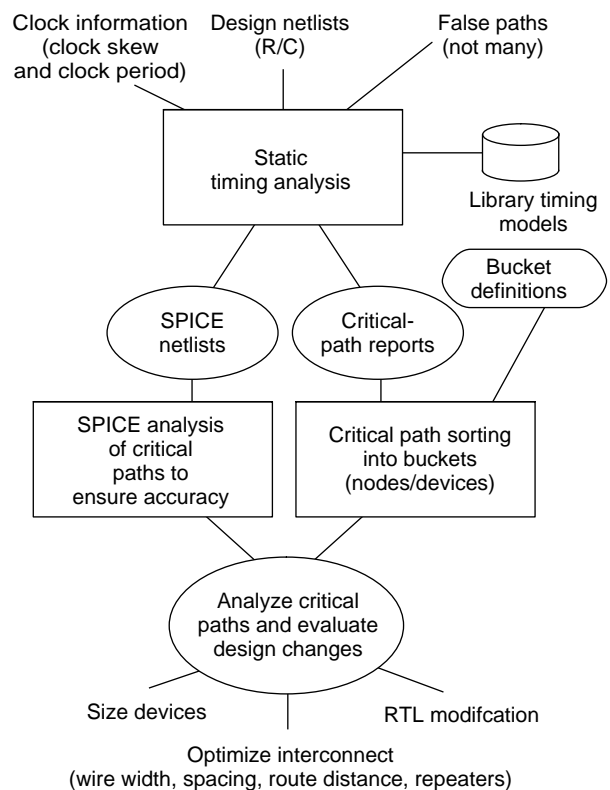 Clock information
(clock skew
and clock period)
Design netlists
(R/C)
False paths
(not many)
Static
timing analysis
Library timing
models
Bucket
definitions
SPICE
netlists
Critical-
path reports
SPICE analysis
of critical
paths to
ensure accuracy
Critical path sorting
into buckets
(nodes/devices)
Analyze critical
paths and evaluate
design changes
Size devices
RTL modifcation
Optimize interconnect
(wire width, spacing, route distance, repeaters)